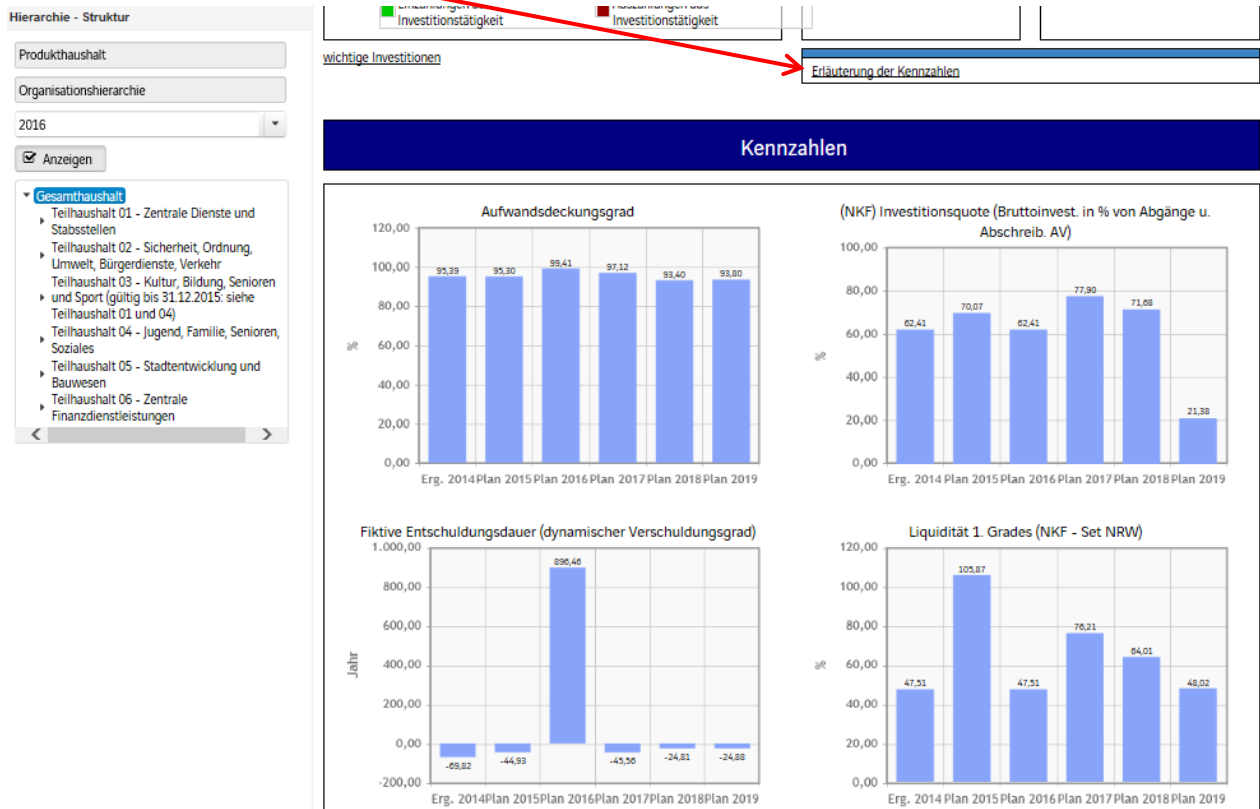 Hierarchie - Struktur
Produkthaushalt
Organisationshierarchie
2016
Anzeigen
Gesamthaushalt
Teilhaushalt 01 - Zentrale Dienste und
Stabsstellen
Teilhaushalt 02 - Sicherheit, Ordnung,
Umwelt, Bürgerdienste, Verkehr
Teilhaushalt 03 - Kultur, Bildung, Senioren
und Sport (gültig bis 31.12.2015: siehe
Teilhaushalt 01 und 04)
Teilhaushalt 04 - Jugend, Familie, Senioren,
Soziales
Teilhaushalt 05 - Stadtentwicklung und
Bauwesen
Teilhaushalt 06 - Zentrale
Finanzdienstleistungen
Investitionstätigkeit
Investitionstätigkeit
wichtige Investitionen
Erläuterung der Kennzahlen
Kennzahlen
Aufwandsdeckungsgrad
120,00
100,00
80,00
60,00
40,00
20,00
0,00
%
95,39
95,30
99,41
97,12
93,40
93,80
Erg. 2014 Plan 2015 Plan 2016 Plan 2017 Plan 2018 Plan 2019
(NKF) Investitionsquote (Bruttoinvest. in % von Abgänge u.
Abschreib. AV)
100,00
80,00
60,00
40,00
20,00
0,00
%
62,41
70,07
62,41
77,90
71,68
21,38
Erg. 2014 Plan 2015 Plan 2016 Plan 2017 Plan 2018 Plan 2019
Fiktive Entschuldungsdauer (dynamischer Verschuldungsgrad)
1.000,00
800,00
600,00
400,00
200,00
0,00
-200,00
Jahr
-69,82
-44,93
896,46
-45,56
-24,81
-24,88
Erg. 2014 Plan 2015 Plan 2016 Plan 2017 Plan 2018 Plan 2019
Liquidität 1. Grades (NKF - Set NRW)
120,00
100,00
80,00
60,00
40,00
20,00
0,00
%
47,51
105,87
47,51
76,21
64,01
48,02
Erg. 2014 Plan 2015 Plan 2016 Plan 2017 Plan 2018 Plan 2019